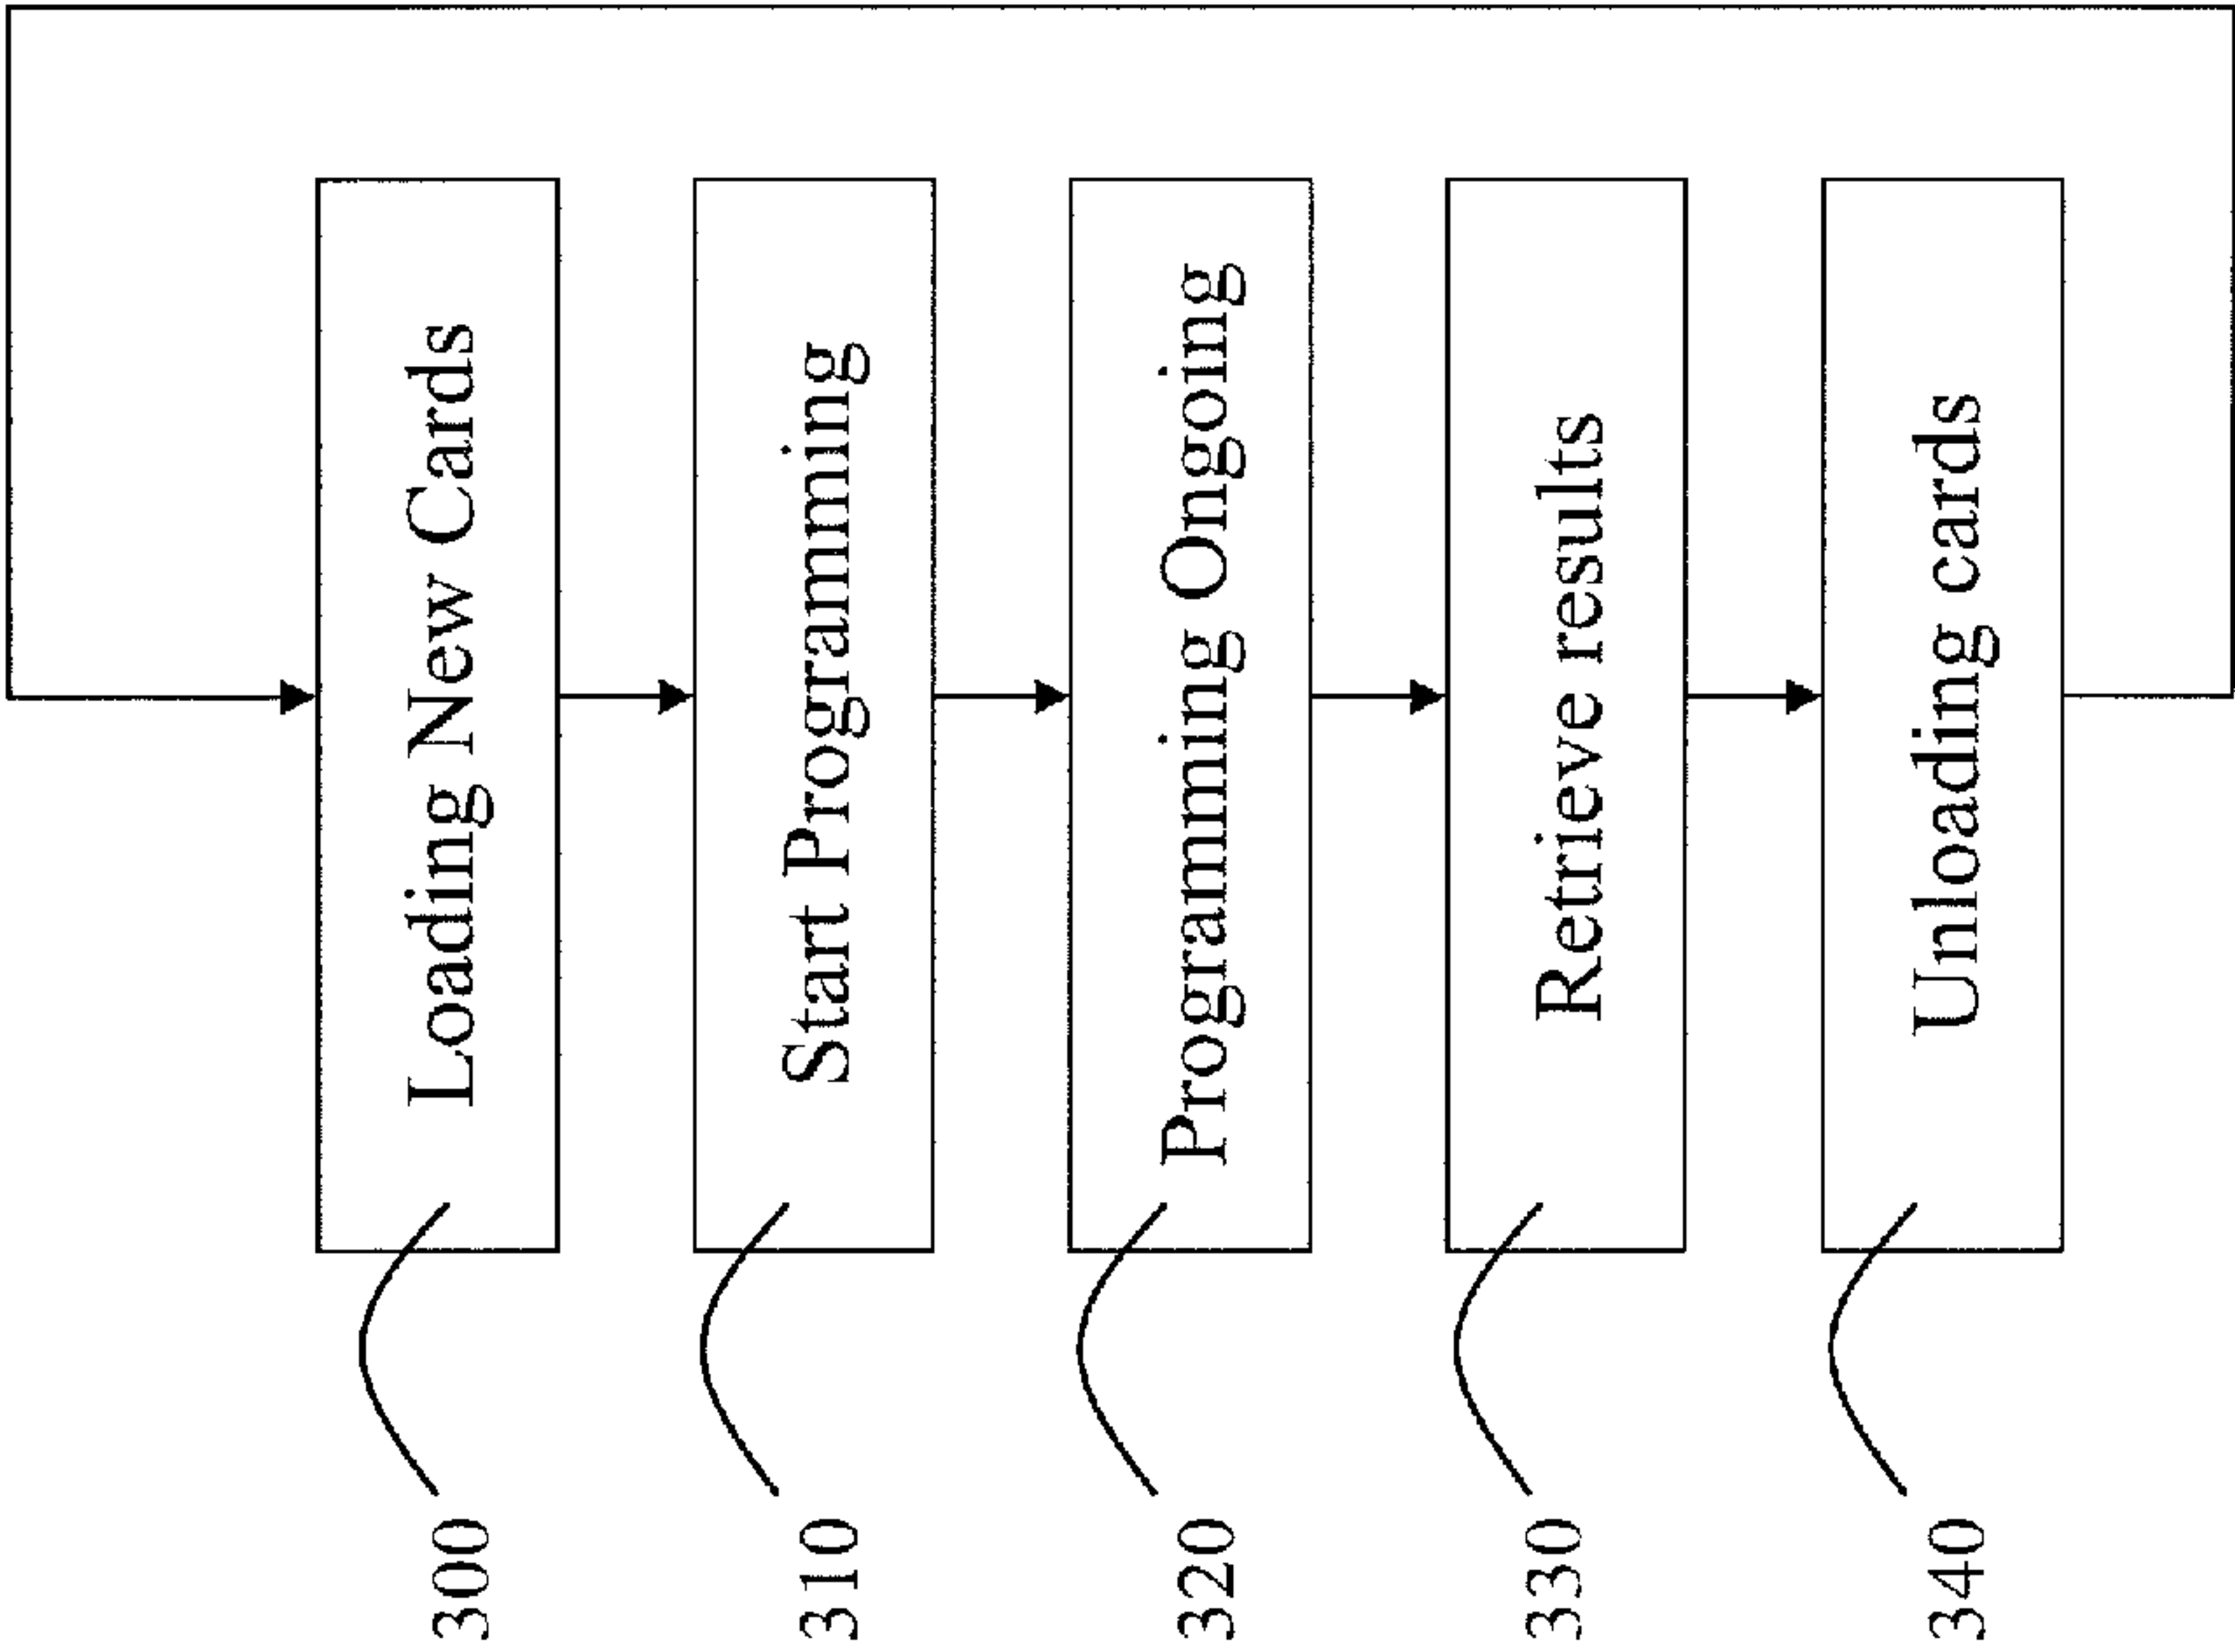 300 Loading New Cards
310 Start Programming
320 Programming Ongoing
330 Retrieve results
340 Unloading cards